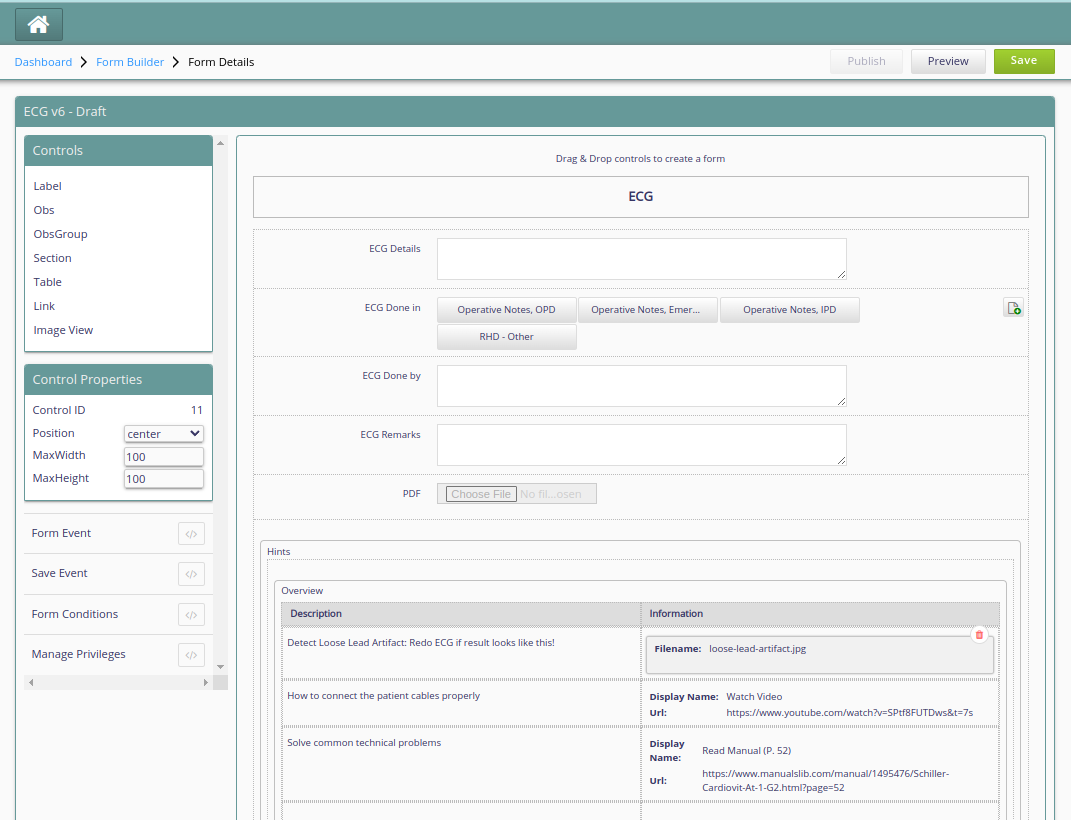 Dashboard > Form Builder > Form Details
Publish
Preview
Save
ECG v6 - Draft
Controls
Label
Obs
ObsGroup
Section
Table
Link
Image View
Control Properties
Control ID 11
Position center
MaxWidth 100
MaxHeight 100
Form Event </>
Save Event </>
Form Conditions </>
Manage Privileges </>
Drag & Drop controls to create a form
ECG
ECG Details
ECG Done in
Operative Notes, OPD
Operative Notes, Emer...
Operative Notes, IPD
RHD - Other
ECG Done by
ECG Remarks
PDF
Choose File No fil...osen
Hints
Overview
Description Information
Detect Loose Lead Artifact: Redo ECG if result looks like this!
Filename: loose-lead-artifact.jpg
How to connect the patient cables properly
Display Name: Watch Video
Url: https://www.youtube.com/watch?v=SPtf8FUTDws&t=7s
Solve common technical problems
Display
Name: Read Manual (P. 52)
Url: https://www.manualslib.com/manual/1495476/Schiller-
Cardiovit-At-1-G2.html?page=52